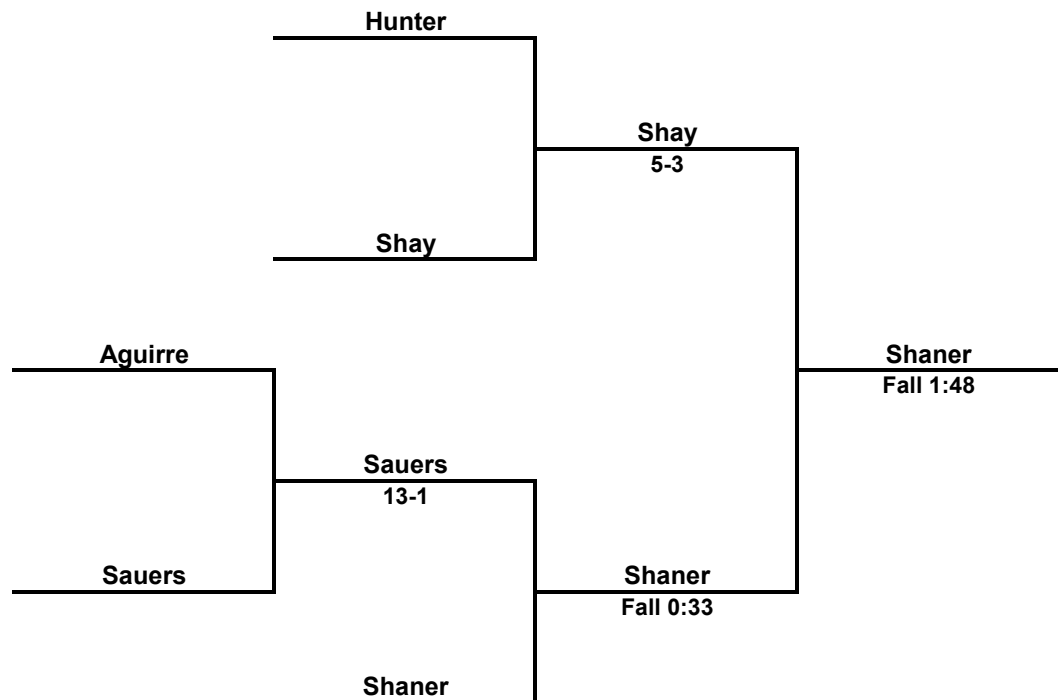 Hunter
Shay
5-3
Shay
Aguirre
Shaner
Fall 1:48
Sauers
13-1
Sauers
Shaner
Fall 0:33
Shaner